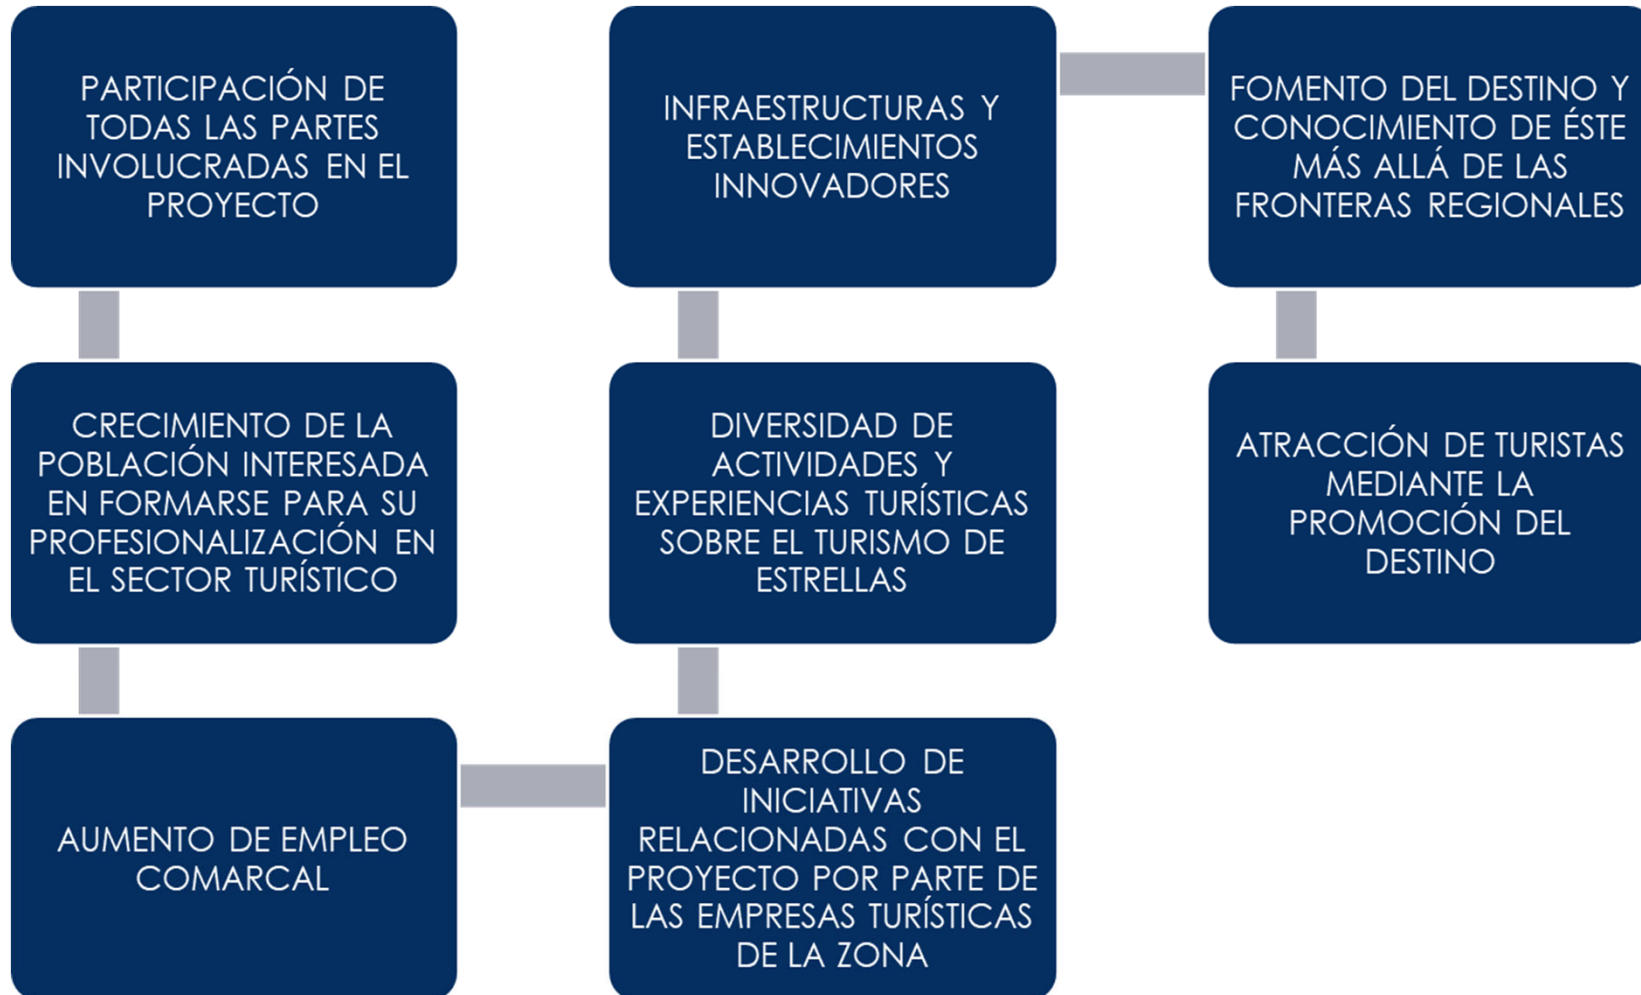 PARTICIPACIÓN DE
TODAS LAS PARTES
INVOLUCRADAS EN EL
PROYECTO
CRECIMIENTO DE LA
POBLACIÓN INTERESADA
EN FORMARSE PARA SU
PROFESIONALIZACIÓN EN
EL SECTOR TURÍSTICO
AUMENTO DE EMPLEO
COMARCAL
DESARROLLO DE
INICIATIVAS
RELACIONADAS CON EL
PROYECTO POR PARTE DE
LAS EMPRESAS TURÍSTICAS
DE LA ZONA
DIVERSIDAD DE
ACTIVIDADES Y
EXPERIENCIAS TURÍSTICAS
SOBRE EL TURISMO DE
ESTRELLAS
INFRAESTRUCTURAS Y
ESTABLECIMIENTOS
INNOVADORES
FOMENTO DEL DESTINO Y
CONOCIMIENTO DE ÉSTE
MÁS ALLÁ DE LAS
FRONTERAS REGIONALES
ATRACCIÓN DE TURISTAS
MEDIANTE LA
PROMOCIÓN DEL
DESTINO